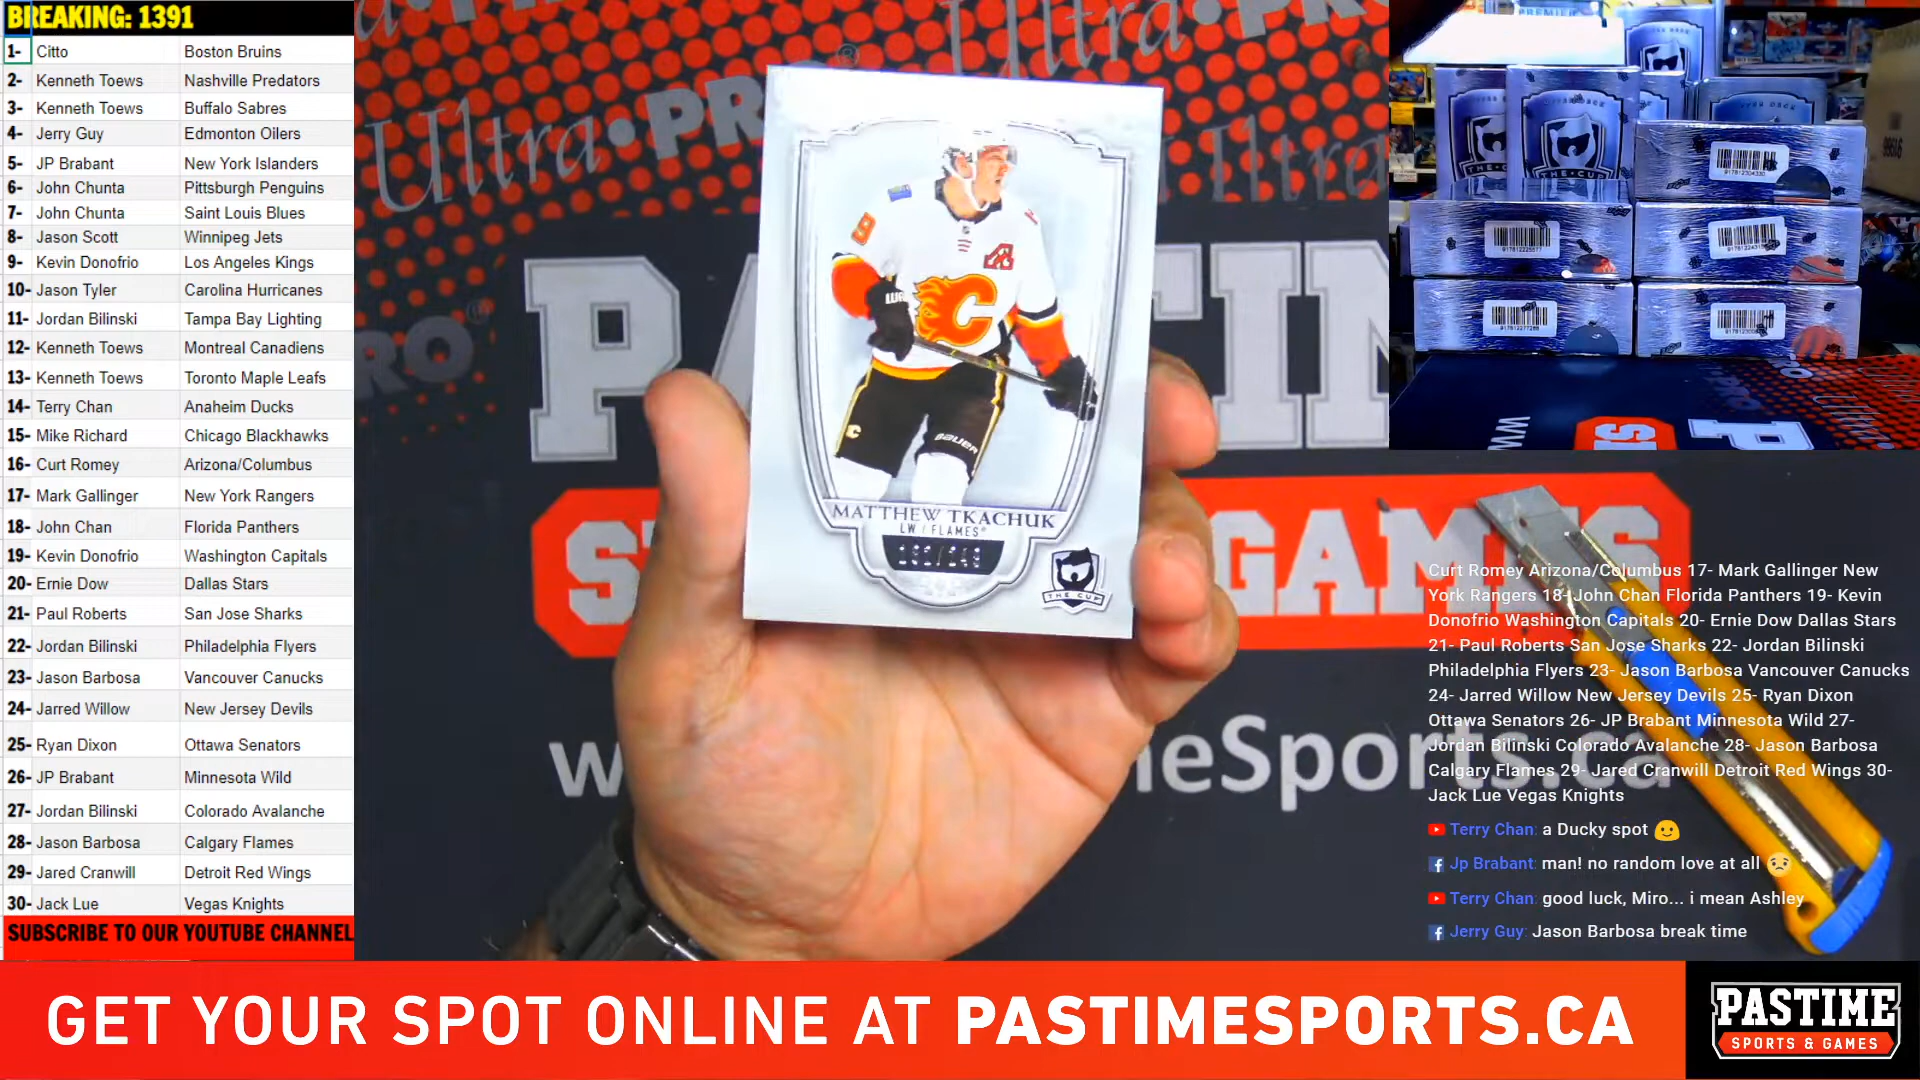 BREAKING: 1391
1- Citto Boston Bruins
2- Kenneth Toews Nashville Predators
3- Kenneth Toews Buffalo Sabres
4- Jerry Guy Edmonton Oilers
5- JP Brabant New York Islanders
6- John Chunta Pittsburgh Penguins
7- John Chunta Saint Louis Blues
8- Jason Scott Winnipeg Jets
9- Kevin Donofrio Los Angeles Kings
10- Jason Tyler Carolina Hurricanes
11- Jordan Bilinski Tampa Bay Lighting
12- Kenneth Toews Montreal Canadiens
13- Kenneth Toews Toronto Maple Leafs
14- Terry Chan Anaheim Ducks
15- Mike Richard Chicago Blackhawks
16- Curt Romey Arizona/Columbus
17- Mark Gallinger New York Rangers
18- John Chan Florida Panthers
19- Kevin Donofrio Washington Capitals
20- Ernie Dow Dallas Stars
21- Paul Roberts San Jose Sharks
22- Jordan Bilinski Philadelphia Flyers
23- Jason Barbosa Vancouver Canucks
24- Jarred Willow New Jersey Devils
25- Ryan Dixon Ottawa Senators
26- JP Brabant Minnesota Wild
27- Jordan Bilinski Colorado Avalanche
28- Jason Barbosa Calgary Flames
29- Jared Cranwill Detroit Red Wings
30- Jack Lue Vegas Knights
SUBSCRIBE TO OUR YOUTUBE CHANNEL
Ultra•PRO
9
A
C
BAUER
MATTHEW TKACHUK
LW / FLAMES
THE CUP
GAMES
THE CUP
Curt Romey Arizona/Columbus 17- Mark Gallinger New
York Rangers 18- John Chan Florida Panthers 19- Kevin
Donofrio Washington Capitals 20- Ernie Dow Dallas Stars
21- Paul Roberts San Jose Sharks 22- Jordan Bilinski
Philadelphia Flyers 23- Jason Barbosa Vancouver Canucks
24- Jarred Willow New Jersey Devils 25- Ryan Dixon
Ottawa Senators 26- JP Brabant Minnesota Wild 27-
Jordan Bilinski Colorado Avalanche 28- Jason Barbosa
Calgary Flames 29- Jared Cranwill Detroit Red Wings 30-
Jack Lue Vegas Knights
Terry Chan: a Ducky spot 🙂
Jp Brabant: man! no random love at all 😟
Terry Chan: good luck, Miro... i mean Ashley
Jerry Guy: Jason Barbosa break time
GET YOUR SPOT ONLINE AT PASTIMESPORTS.CA
PASTIME
SPORTS & GAMES